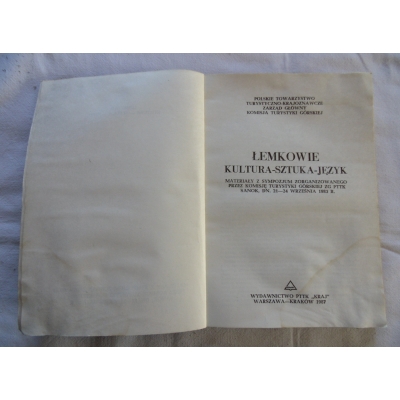 POLSKIE TOWARZYSTWO
TURYSTYCZNO-KRAJOZNAWCZE
ZARZĄD GŁÓWNY
KOMISJA TURYSTYKI GÓRSKIEJ
ŁEMKOWIE
KULTURA-SZTUKA-JĘZYK
MATERIAŁY Z SYMPOZJUM ZORGANIZOWANEGO
PRZEZ KOMISJĘ TURYSTYKI GÓRSKIEJ ZG PTTK
SANOK, DN. 21—24 WRZEŚNIA 1983 R.
WYDAWNICTWO PTTK „KRAJ”
WARSZAWA—KRAKÓW 1987